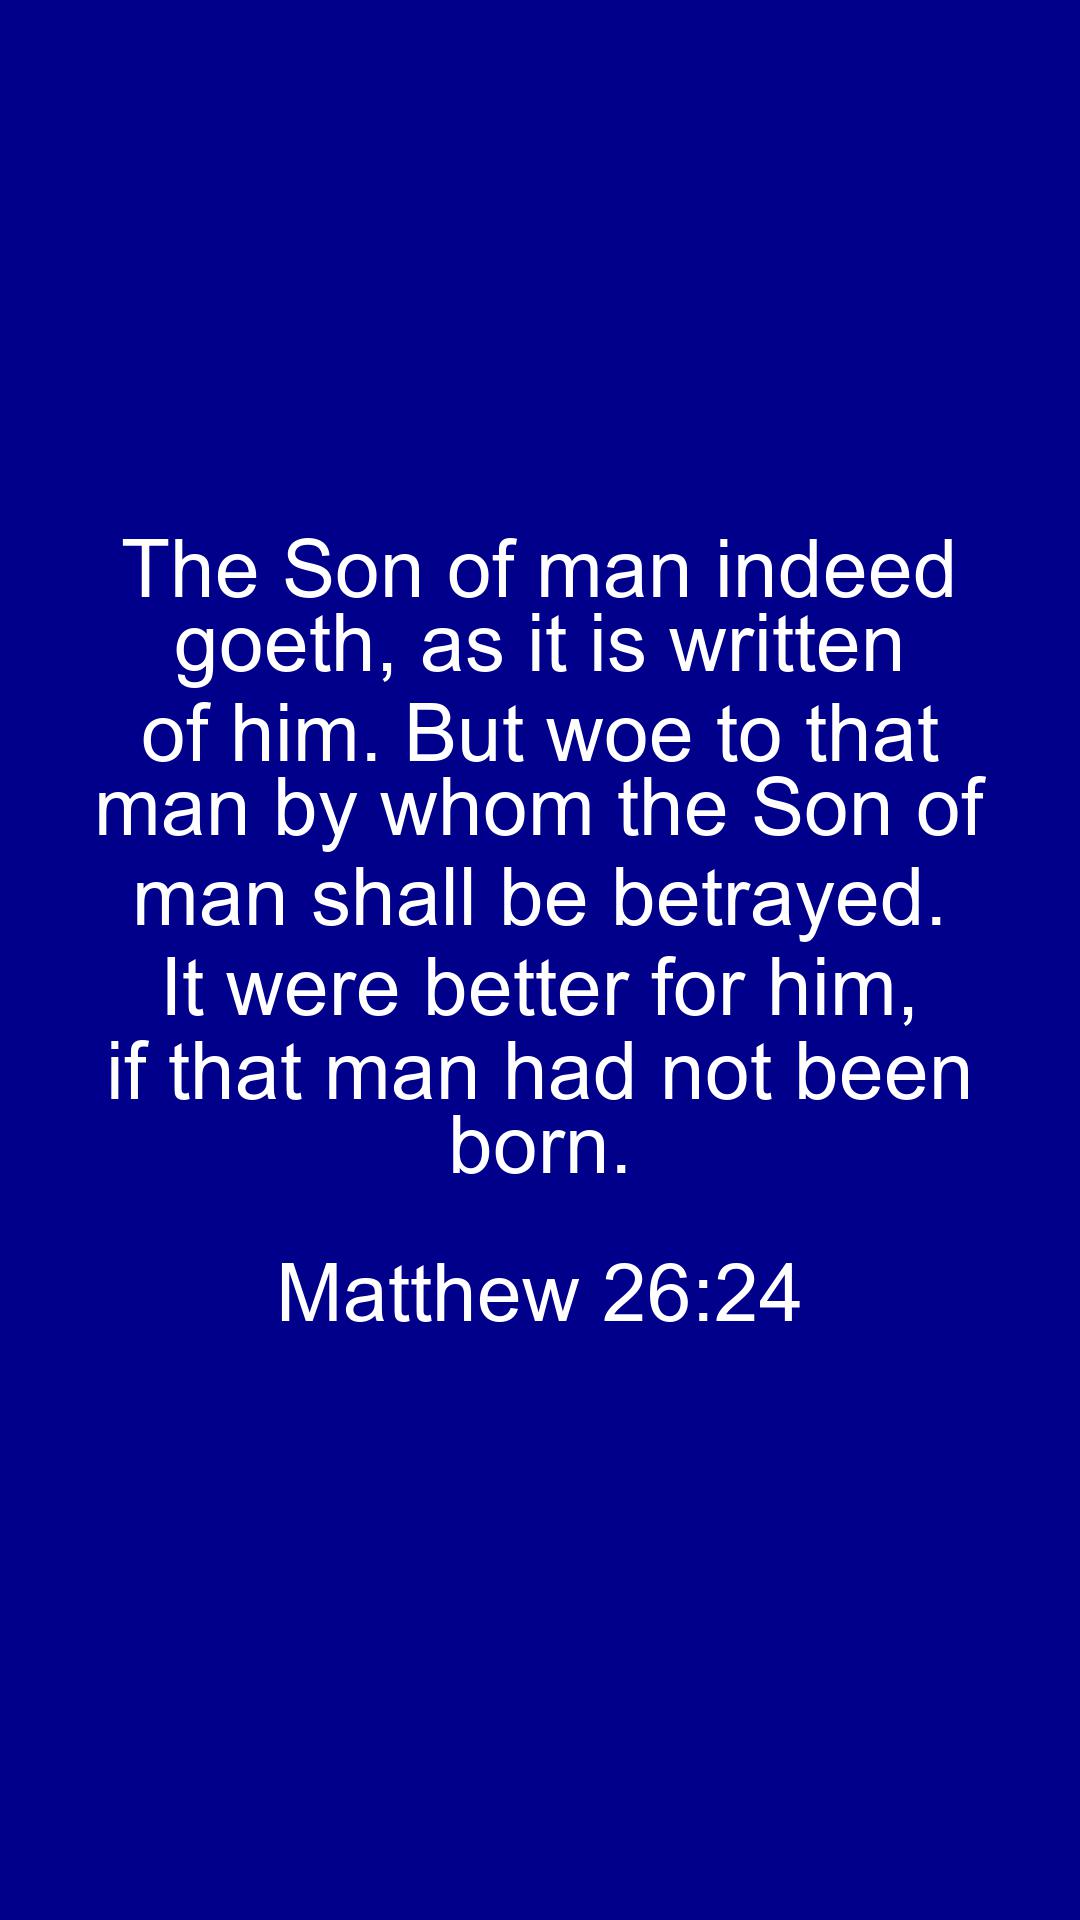 The Son of man indeed
goeth, as it is written
of him. But woe to that
man by whom the Son of
man shall be betrayed.
It were better for him,
if that man had not been
born.
Matthew 26:24